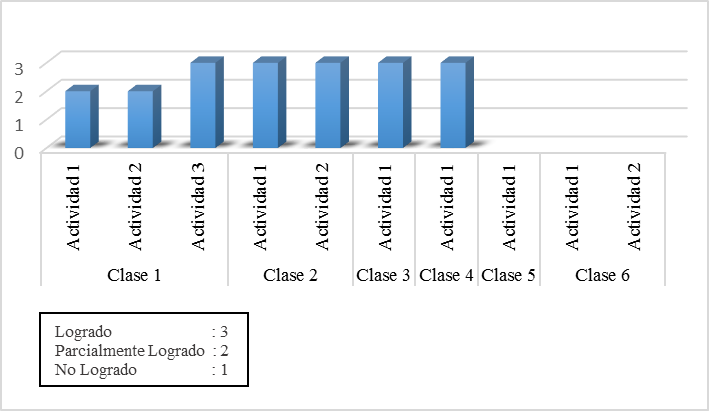 3
2
1
0
Actividad 1
Actividad 2
Actividad 3
Actividad 1
Actividad 2
Actividad 1
Actividad 1
Actividad 1
Actividad 1
Actividad 2
Clase 1
Clase 2
Clase 3
Clase 4
Clase 5
Clase 6
Logrado : 3
Parcialmente Logrado : 2
No Logrado : 1